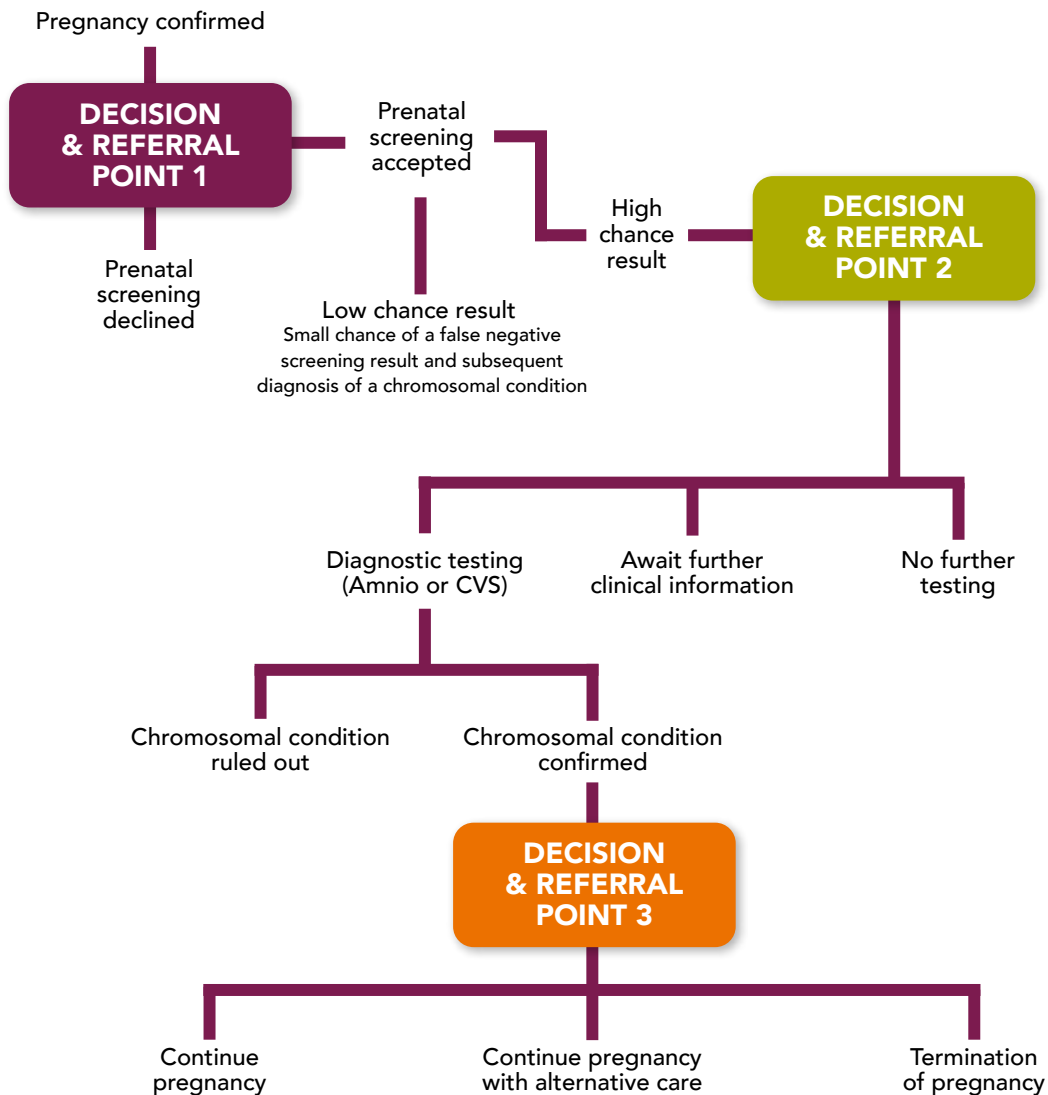 Pregnancy confirmed
DECISION
& REFERRAL
POINT 1
Prenatal
screening
accepted
Prenatal
screening
declined
Low chance result
Small chance of a false negative
screening result and subsequent
diagnosis of a chromosomal condition
High
chance
result
DECISION
& REFERRAL
POINT 2
Diagnostic testing
(Amnio or CVS)
Await further
clinical information
No further
testing
Chromosomal condition
ruled out
Chromosomal condition
confirmed
DECISION
& REFERRAL
POINT 3
Continue
pregnancy
Continue pregnancy
with alternative care
Termination
of pregnancy